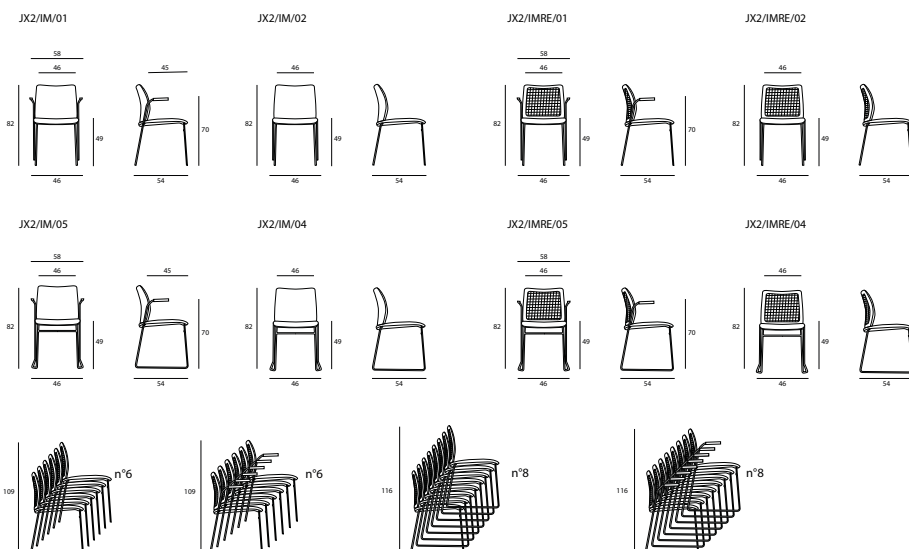 JX2/IM/01 JX2/IM/02 JX2/IMRE/01 JX2/IMRE/02
58 58
46 45 46 46 46
82 49 70 82 49 82 49 70 82 49
46 54 46 54 46 54 46 54
JX2/IM/05 JX2/IM/04 JX2/IMRE/05 JX2/IMRE/04
58 58
46 45 46 46 46
82 49 70 82 49 82 49 70 82 49
46 54 46 54 46 54 46 54
109 n°6 109 n°6 116 n°8 116 n°8